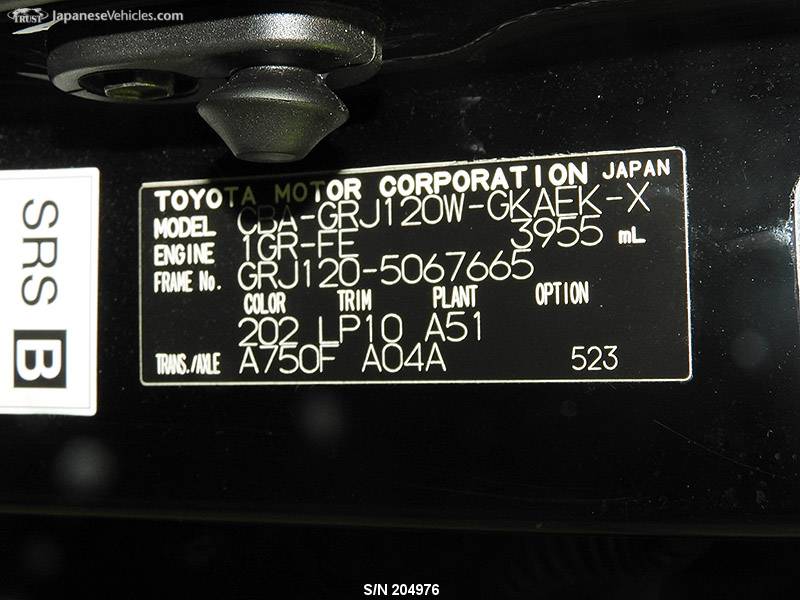 TRUST JapaneseVehicles.com
TOYOTA MOTOR CORPORATION JAPAN
MODEL CBA-GRJ120W-GKAEK-X
ENGINE 1GR-FE 3955 mL
FRAME No. GRJ120-5067665
COLOR TRIM PLANT OPTION
202 LP10 A51
TRANS./AXLE A750F A04A 523
SRS B
S/N 204976